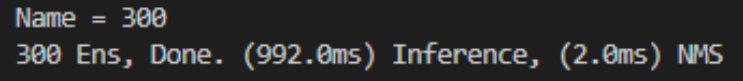 Name = 300
300 Ens, Done. (992.0ms) Inference, (2.0ms) NMS